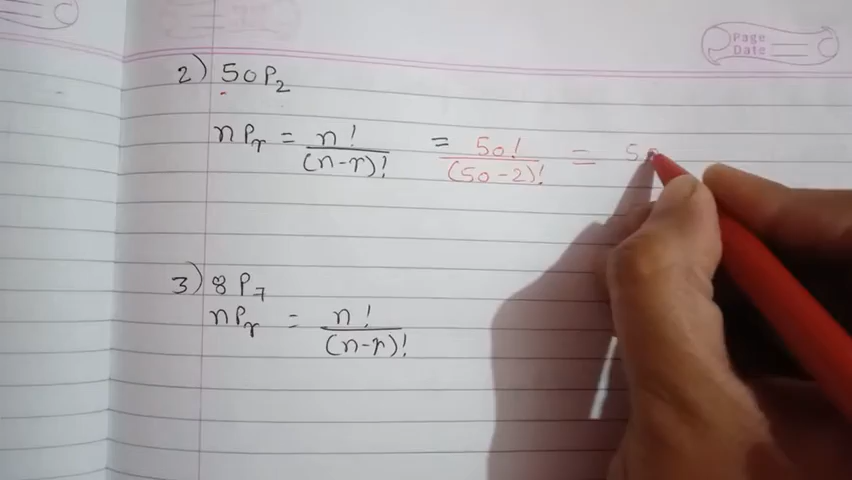 Page
Date
2) 50P₂
nPᵣ = n!/(n-r)! = 50!/(50-2)! = 50
3) 8P₇
nPᵣ = n!/(n-r)!